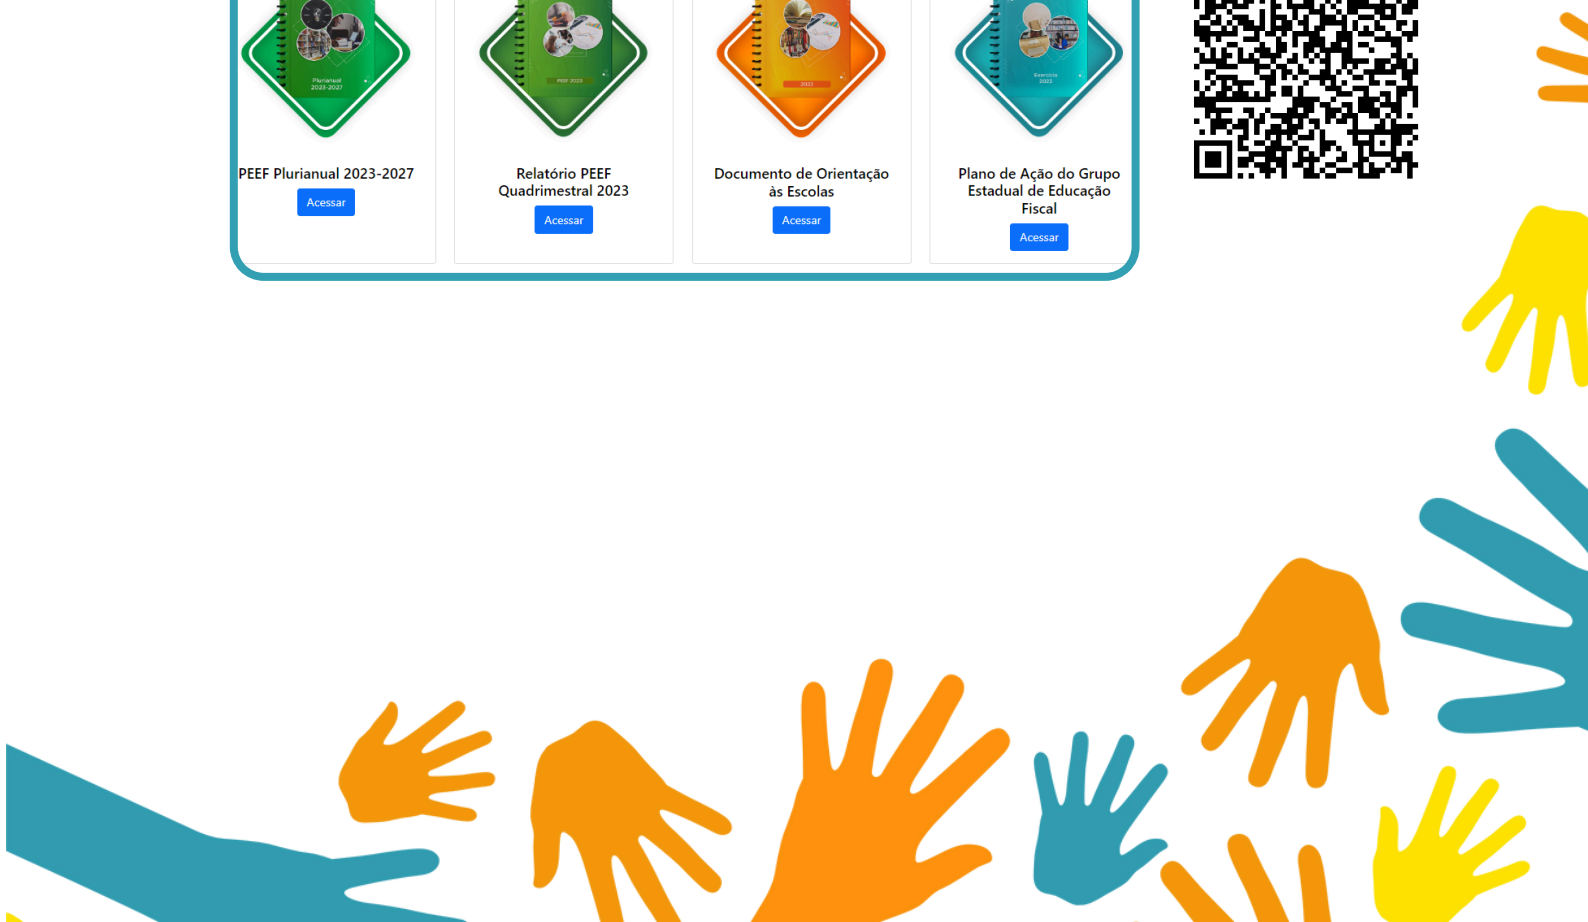 Plurianual
2023-2027
PEEF 2023
2023
Exercício
2022
PEEF Plurianual 2023-2027
Acessar
Relatório PEEF
Quadrimestral 2023
Acessar
Documento de Orientação
às Escolas
Acessar
Plano de Ação do Grupo
Estadual de Educação
Fiscal
Acessar